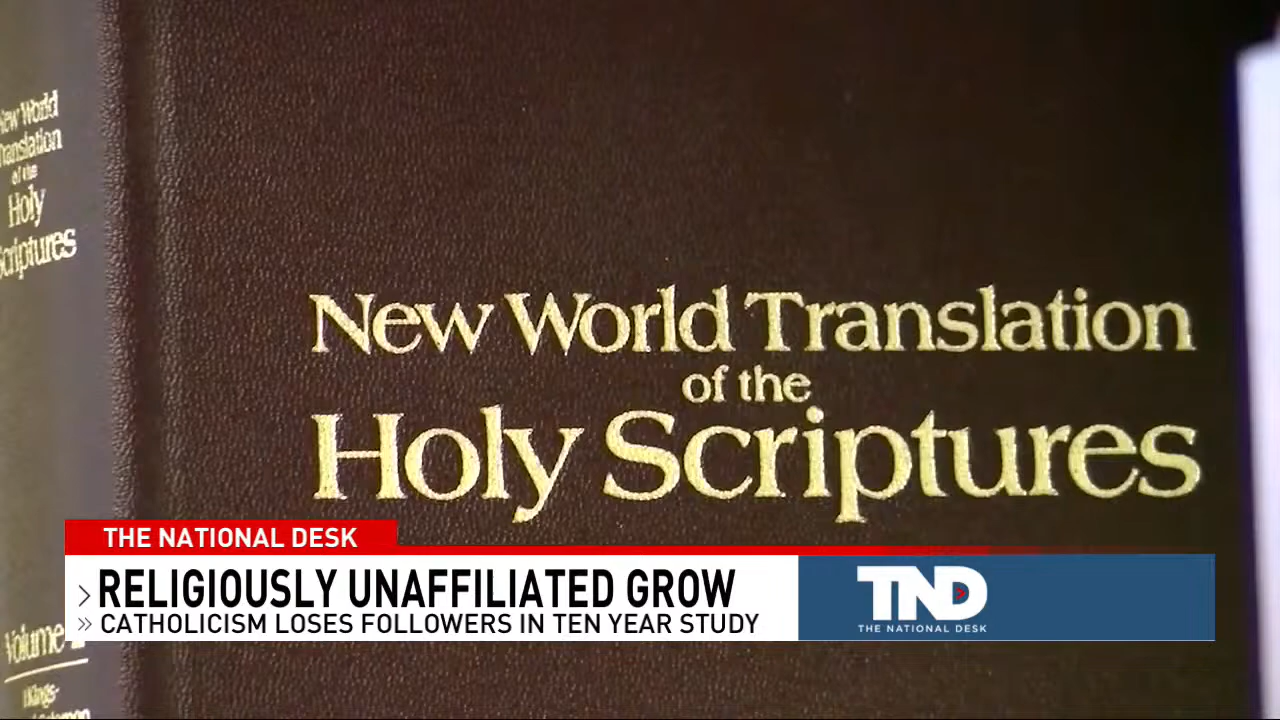 New World
Translation
of the
Holy
Scriptures
New World Translation
of the
Holy Scriptures
THE NATIONAL DESK
RELIGIOUSLY UNAFFILIATED GROW
CATHOLICISM LOSES FOLLOWERS IN TEN YEAR STUDY
TND
THE NATIONAL DESK
Volume